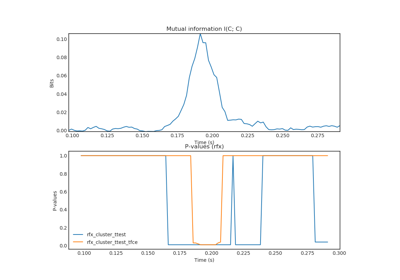 Mutual information I(C; C)
0.10
0.08
0.06
0.04
0.02
0.00
Bits
0.100 0.125 0.150 0.175 0.200 0.225 0.250 0.275
Time (s)
P-values (rfx)
1.0
0.8
0.6
0.4
0.2
0.0
P-values
rfx_cluster_ttest
rfx_cluster_ttest_tfce
0.100 0.125 0.150 0.175 0.200 0.225 0.250 0.275 0.300
Time (s)